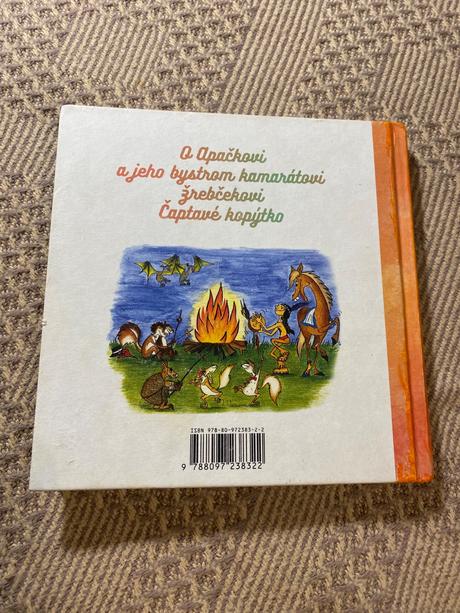 O Apačkovi
a jeho bystrom kamarátovi
žrebčekovi
Čaptavé kopýtko
ISBN 978-80-972383-2-2
9 788097 238322